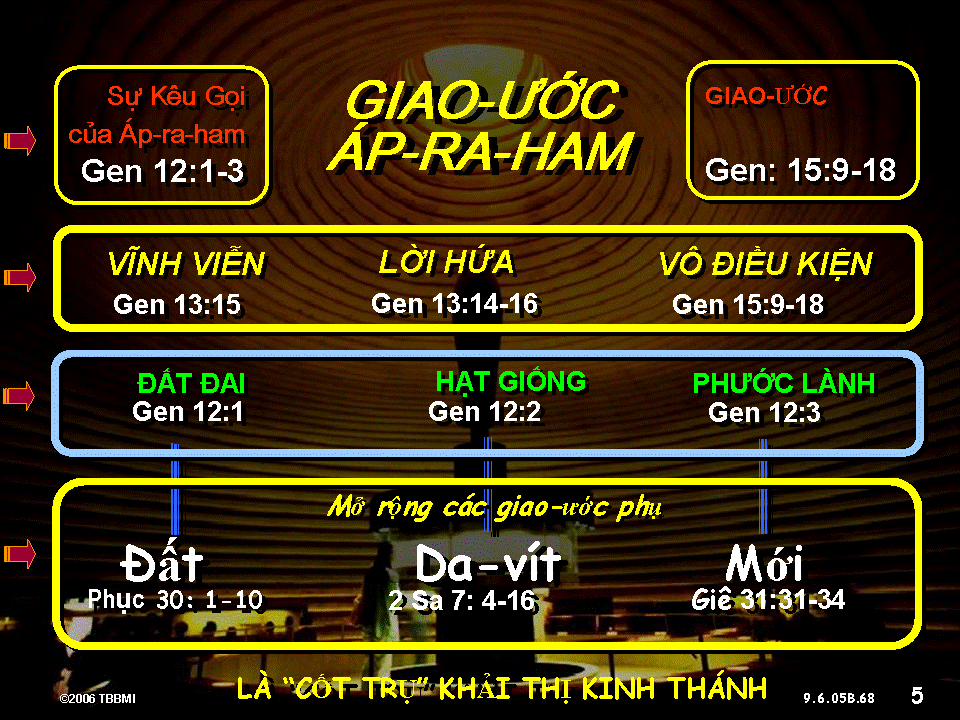 Sự Kêu Gọi
của Áp-ra-ham
Gen 12:1-3
GIAO-ƯỚC
ÁP-RA-HAM
GIAO-ƯỚC
Gen: 15:9-18
VĨNH VIỄN
Gen 13:15
LỜI HỨA
Gen 13:14-16
VÔ ĐIỀU KIỆN
Gen 15:9-18
ĐẤT ĐAI
Gen 12:1
HẠT GIỐNG
Gen 12:2
PHƯỚC LÀNH
Gen 12:3
Mở rộng các giao-ước phụ
Đất
Phục 30: 1-10
Da-vít
2 Sa 7: 4-16
Mới
Giê 31:31-34
LÀ “CỐT TRỤ” KHẢI THỊ KINH THÁNH
©2006 TBBMI
9.6.05B.68
5